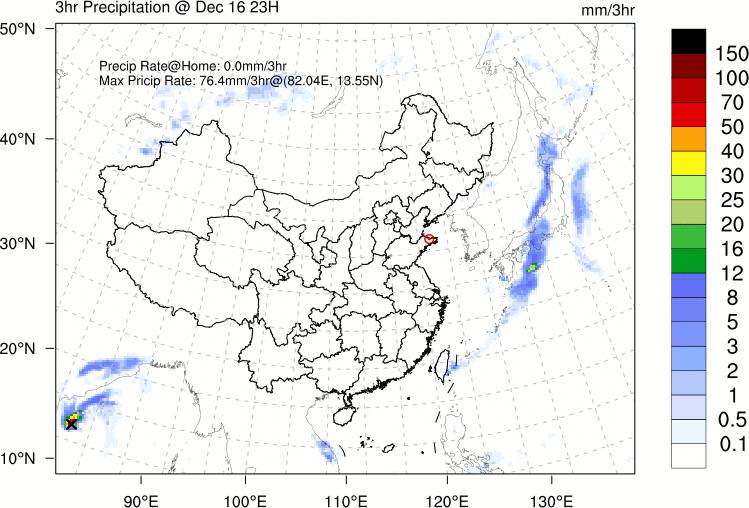 3hr Precipitation @ Dec 16 23H
mm/3hr
Precip Rate@Home: 0.0mm/3hr
Max Pricip Rate: 76.4mm/3hr@(82.04E, 13.55N)
50°N
40°N
30°N
20°N
10°N
90°E
100°E
110°E
120°E
130°E
150
100
70
50
40
30
25
20
16
12
8
5
3
2
1
0.5
0.1